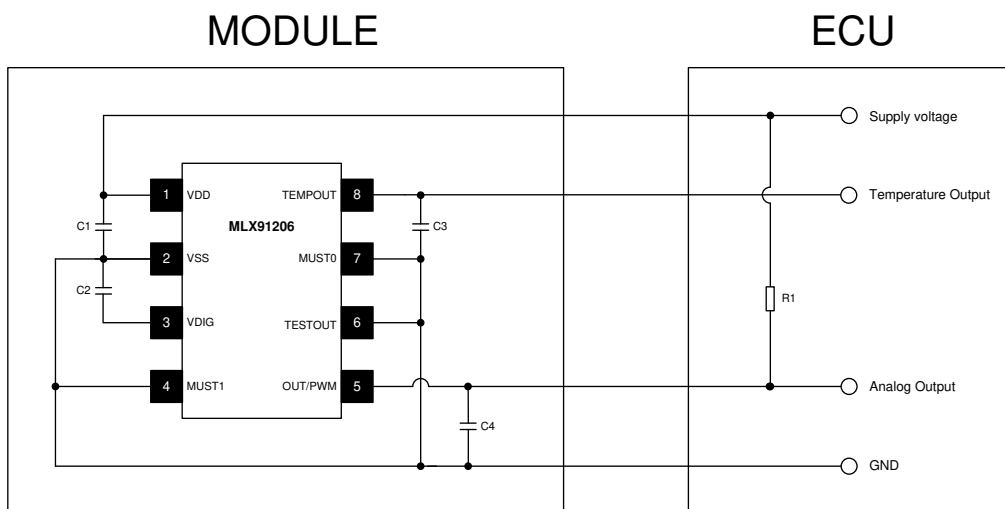 MODULE
ECU
Supply voltage
1 VDD TEMPOUT 8
Temperature Output
MLX91206
C1
C3
2 VSS MUST0 7
C2
R1
3 VDIG TESTOUT 6
4 MUST1 OUT/PWM 5
Analog Output
C4
GND